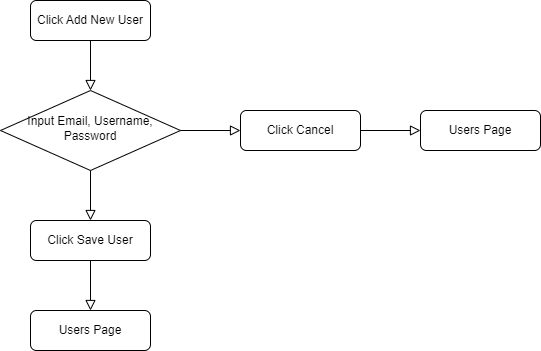 Click Add New User
Input Email, Username,
Password
Click Cancel
Users Page
Click Save User
Users Page